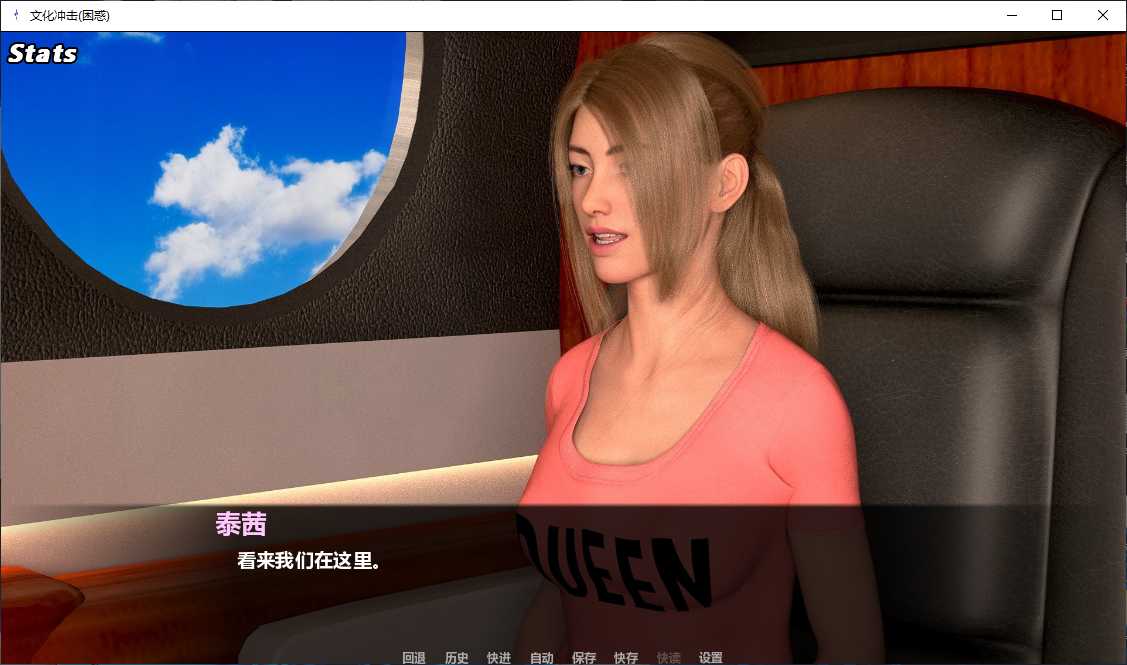 文化冲击(困惑)
Stats
泰茜
看来我们在这里。
QUEEN
回退 历史 快进 自动 保存 快存 快读 设置